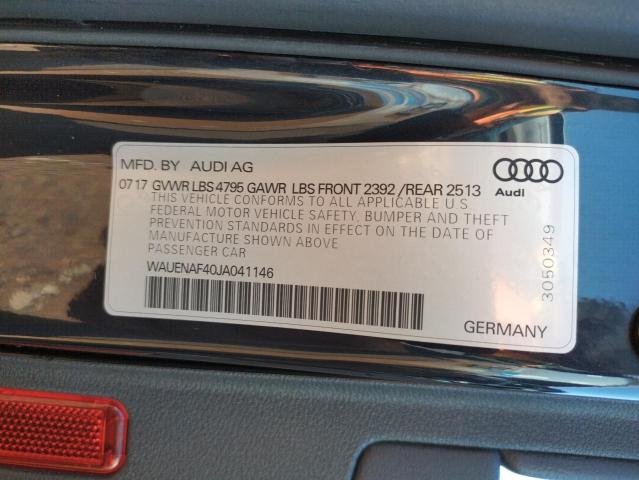 MFD. BY AUDI AG
07 17 GVWR LBS 4795 GAWR LBS FRONT 2392 /REAR 2513
THIS VEHICLE CONFORMS TO ALL APPLICABLE U.S.
FEDERAL MOTOR VEHICLE SAFETY, BUMPER AND THEFT
PREVENTION STANDARDS IN EFFECT ON THE DATE OF
MANUFACTURE SHOWN ABOVE
PASSENGER CAR
WAUENAF40JA041146
GERMANY
Audi
3050349